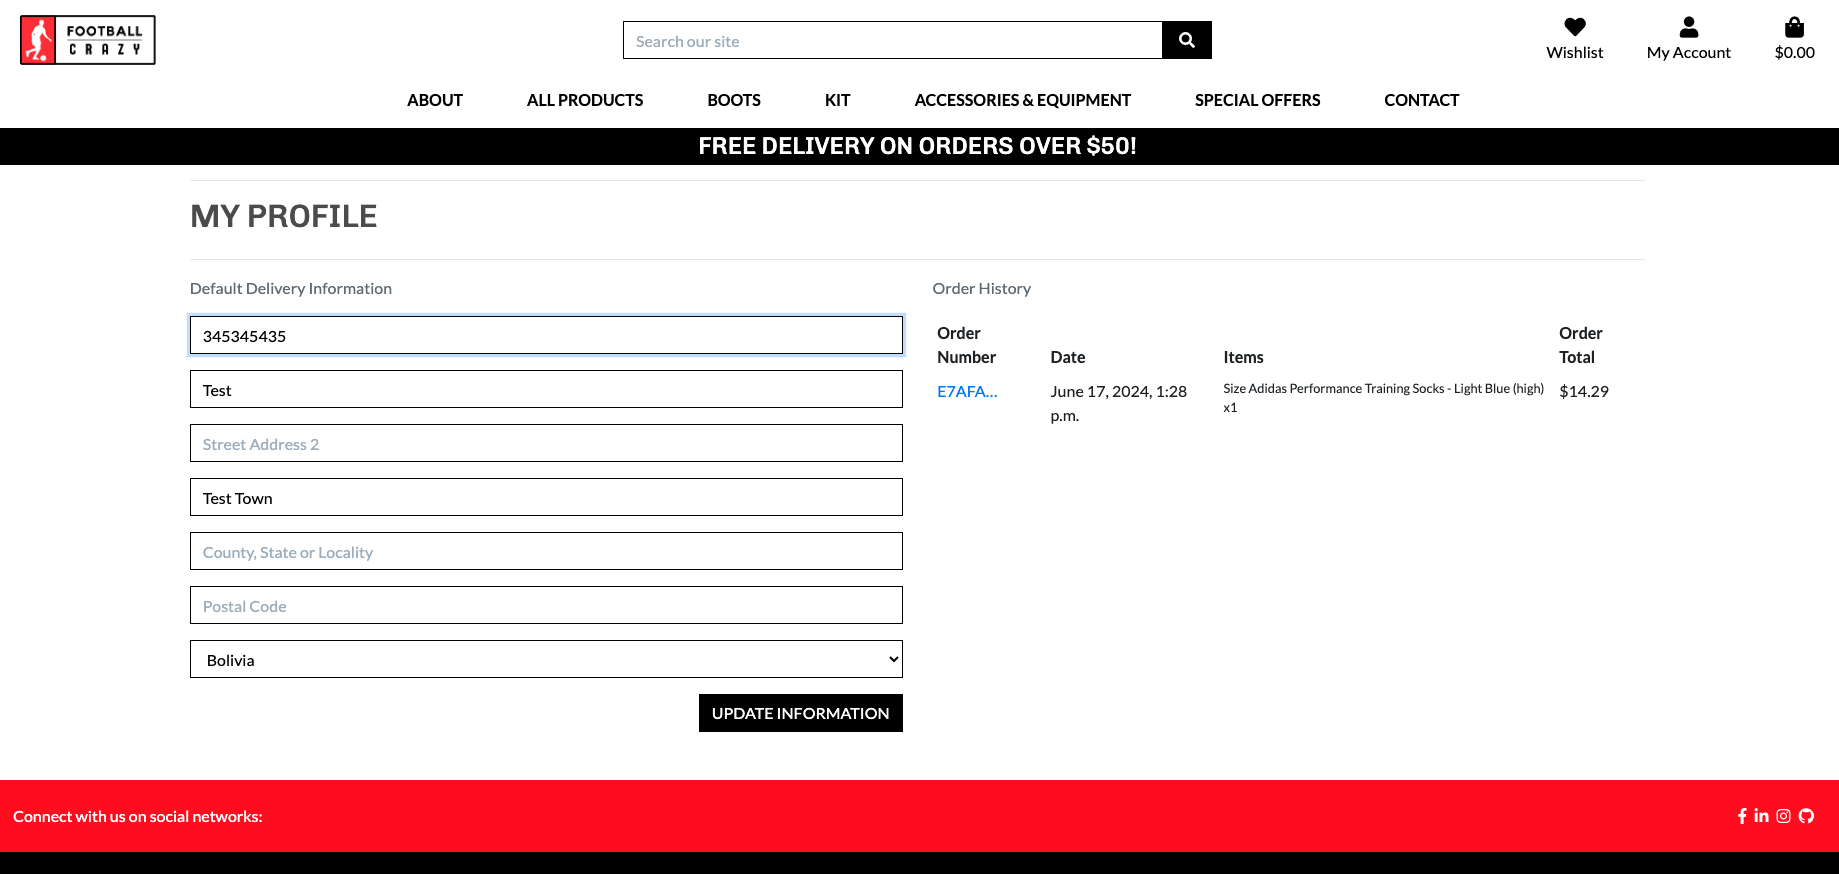 FOOTBALL
CRAZY
Search our site
Wishlist
My Account
$0.00
ABOUT
ALL PRODUCTS
BOOTS
KIT
ACCESSORIES & EQUIPMENT
SPECIAL OFFERS
CONTACT
FREE DELIVERY ON ORDERS OVER $50!
MY PROFILE
Default Delivery Information
345345435
Test
Street Address 2
Test Town
County, State or Locality
Postal Code
Bolivia
UPDATE INFORMATION
Order History
Order
Number
Date
Items
Order
Total
E7AFA...
June 17, 2024, 1:28
p.m.
Size Adidas Performance Training Socks - Light Blue (high)
x1
$14.29
Connect with us on social networks: